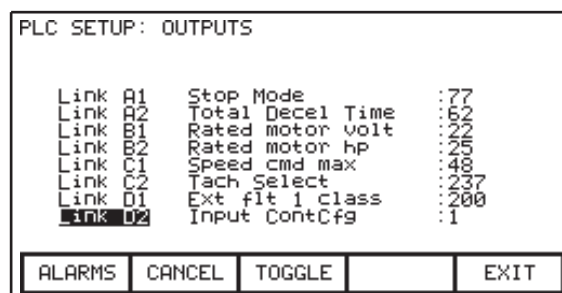 PLC SETUP: OUTPUTS
Link A1 Stop Mode :77
Link A2 Total Decel Time :62
Link B1 Rated motor volt :22
Link B2 Rated motor hp :25
Link C1 Speed cmd max :48
Link C2 Tach Select :237
Link D1 Ext flt 1 class :200
Link D2 Input ContCfg :1
ALARMS CANCEL TOGGLE EXIT